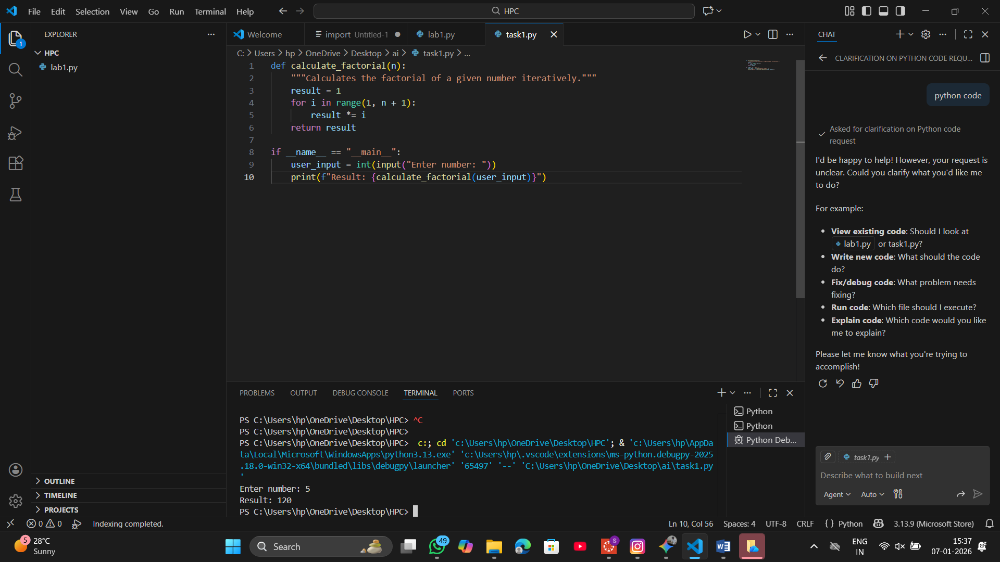 File Edit Selection View Go Run Terminal Help
HPC
EXPLORER
HPC
lab1.py
OUTLINE
TIMELINE
PROJECTS
1
Welcome
import Untitled-1
lab1.py
task1.py
C: > Users > hp > OneDrive > Desktop > ai > task1.py > ...
1 def calculate_factorial(n):
2 """Calculates the factorial of a given number iteratively."""
3 result = 1
4 for i in range(1, n + 1):
5 result *= i
6 return result
7
8 if __name__ == "__main__":
9 user_input = int(input("Enter number: "))
10 print(f"Result: {calculate_factorial(user_input)}")
PROBLEMS OUTPUT DEBUG CONSOLE TERMINAL PORTS
PS C:\Users\hp\OneDrive\Desktop\HPC> ^C
PS C:\Users\hp\OneDrive\Desktop\HPC>
PS C:\Users\hp\OneDrive\Desktop\HPC>  c:; cd 'c:\Users\hp\OneDrive\Desktop\HPC'; & 'c:\Users\hp\AppDa
ta\Local\Microsoft\WindowsApps\python3.13.exe' 'c:\Users\hp\.vscode\extensions\ms-python.debugpy-2025
.18.0-win32-x64\bundled\libs\debugpy\launcher' '65497' '--' 'C:\Users\hp\OneDrive\Desktop\ai\task1.py
'
Enter number: 5
Result: 120
PS C:\Users\hp\OneDrive\Desktop\HPC>
Python
Python
Python Deb...
CHAT
CLARIFICATION ON PYTHON CODE REQU...
python code
Asked for clarification on Python code
request
I'd be happy to help! However, your request is
unclear. Could you clarify what you'd like me
to do?
For example:
• View existing code: Should I look at
lab1.py or task1.py?
• Write new code: What should the code
do?
• Fix/debug code: What problem needs
fixing?
• Run code: Which file should I execute?
• Explain code: Which code would you like
me to explain?
Please let me know what you're trying to
accomplish!
task1.py
Describe what to build next
Agent Auto
0 0 Indexing completed.
Ln 10, Col 56 Spaces: 4 UTF-8 CRLF {} Python 3.13.9 (Microsoft Store)
5
28°C
Sunny
Search
49
S
ENG
IN
15:37
07-01-2026